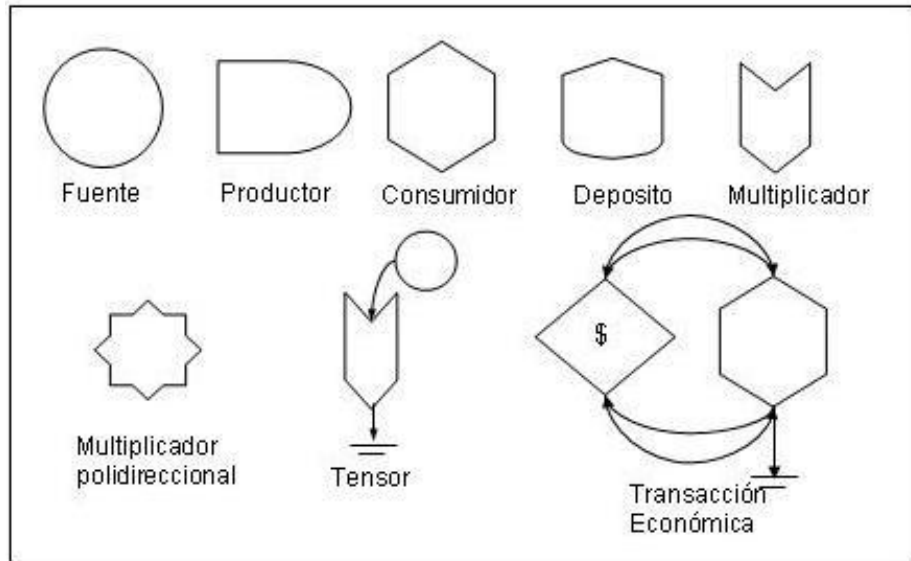 Fuente
Productor
Consumidor
Deposito
Multiplicador
$
Multiplicador
polidireccional
Tensor
Transacción
Económica